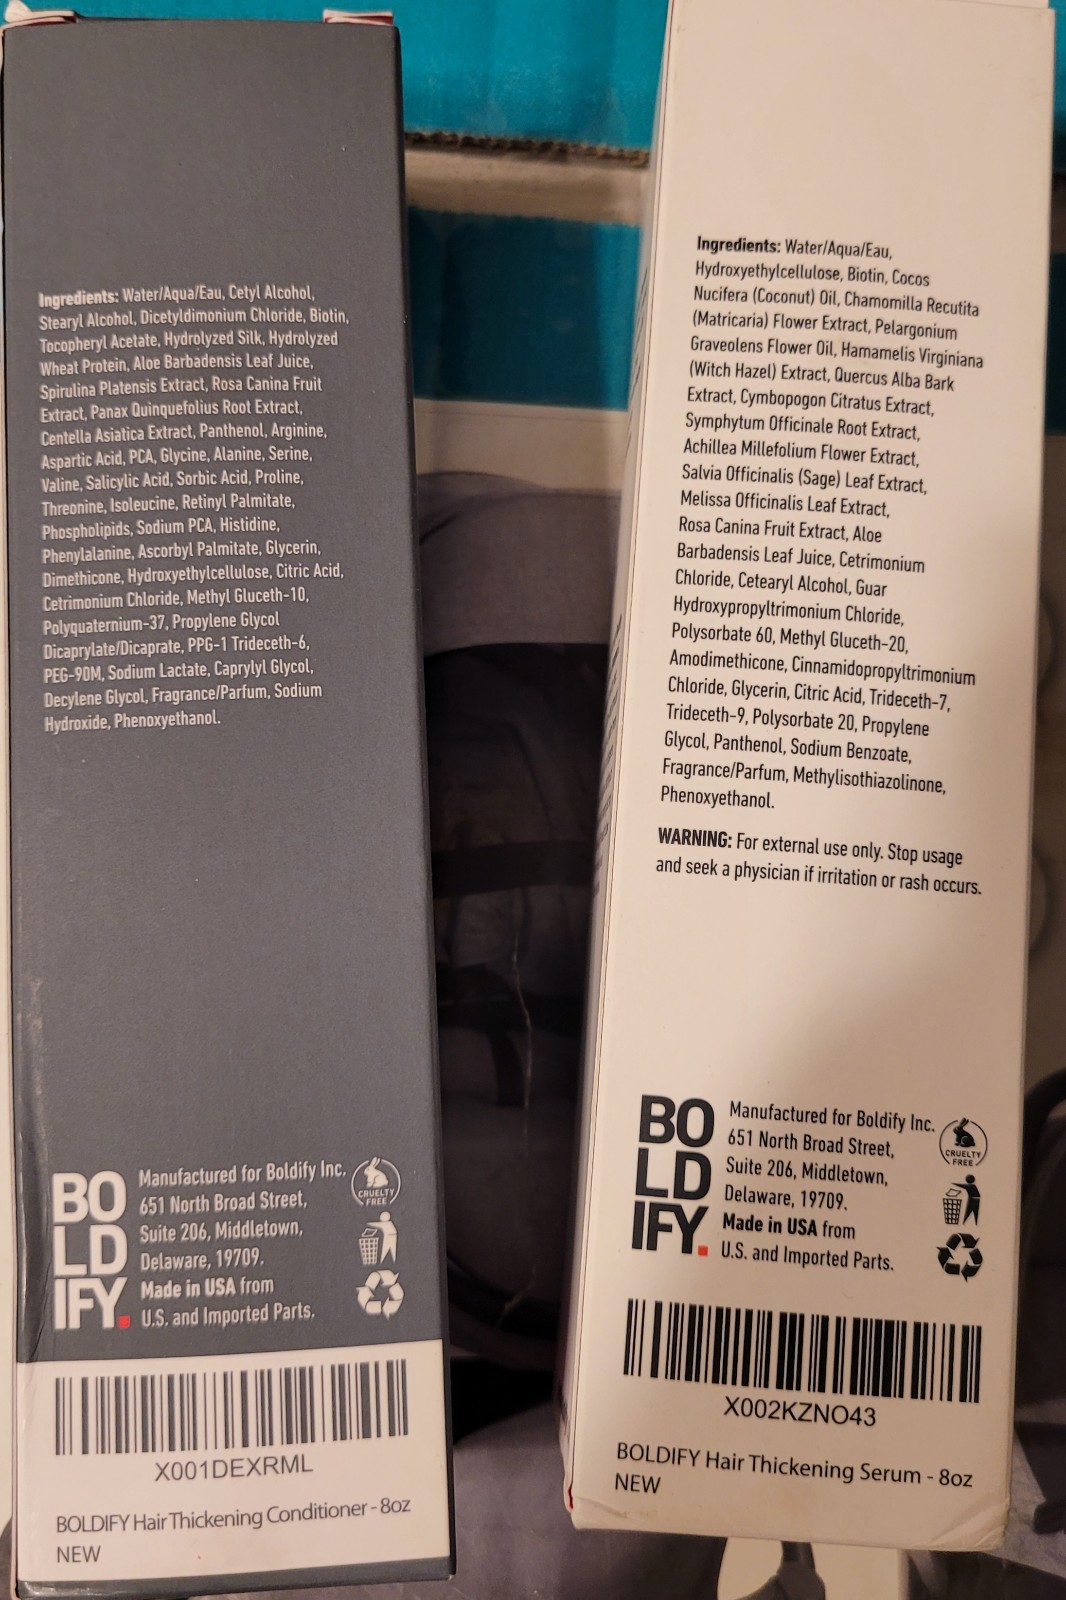 Ingredients: Water/Aqua/Eau, Cetyl Alcohol,
Stearyl Alcohol, Dicetyldimonium Chloride, Biotin,
Tocopheryl Acetate, Hydrolyzed Silk, Hydrolyzed
Wheat Protein, Aloe Barbadensis Leaf Juice,
Spirulina Platensis Extract, Rosa Canina Fruit
Extract, Panax Quinquefolius Root Extract,
Centella Asiatica Extract, Panthenol, Arginine,
Aspartic Acid, PCA, Glycine, Alanine, Serine,
Valine, Salicylic Acid, Sorbic Acid, Proline,
Threonine, Isoleucine, Retinyl Palmitate,
Phospholipids, Sodium PCA, Histidine,
Phenylalanine, Ascorbyl Palmitate, Glycerin,
Dimethicone, Hydroxyethylcellulose, Citric Acid,
Cetrimonium Chloride, Methyl Gluceth-10,
Polyquaternium-37, Propylene Glycol
Dicaprylate/Dicaprate, PPG-1 Trideceth-6,
PEG-90M, Sodium Lactate, Caprylyl Glycol,
Decylene Glycol, Fragrance/Parfum, Sodium
Hydroxide, Phenoxyethanol.
BO
LD
IFY.
Manufactured for Boldify Inc.
651 North Broad Street,
Suite 206, Middletown,
Delaware, 19709.
Made in USA from
U.S. and Imported Parts.
CRUELTY
FREE
X001DEXRML
BOLDIFY Hair Thickening Conditioner - 8oz
NEW
Ingredients: Water/Aqua/Eau,
Hydroxyethylcellulose, Biotin, Cocos
Nucifera (Coconut) Oil, Chamomilla Recutita
(Matricaria) Flower Extract, Pelargonium
Graveolens Flower Oil, Hamamelis Virginiana
(Witch Hazel) Extract, Quercus Alba Bark
Extract, Cymbopogon Citratus Extract,
Symphytum Officinale Root Extract,
Achillea Millefolium Flower Extract,
Salvia Officinalis (Sage) Leaf Extract,
Melissa Officinalis Leaf Extract,
Rosa Canina Fruit Extract, Aloe
Barbadensis Leaf Juice, Cetrimonium
Chloride, Cetearyl Alcohol, Guar
Hydroxypropyltrimonium Chloride,
Polysorbate 60, Methyl Gluceth-20,
Amodimethicone, Cinnamidopropyltrimonium
Chloride, Glycerin, Citric Acid, Trideceth-7,
Trideceth-9, Polysorbate 20, Propylene
Glycol, Panthenol, Sodium Benzoate,
Fragrance/Parfum, Methylisothiazolinone,
Phenoxyethanol.
WARNING: For external use only. Stop usage
and seek a physician if irritation or rash occurs.
BO
LD
IFY.
Manufactured for Boldify Inc.
651 North Broad Street,
Suite 206, Middletown,
Delaware, 19709.
Made in USA from
U.S. and Imported Parts.
CRUELTY
FREE
X002KZNO43
BOLDIFY Hair Thickening Serum - 8oz
NEW